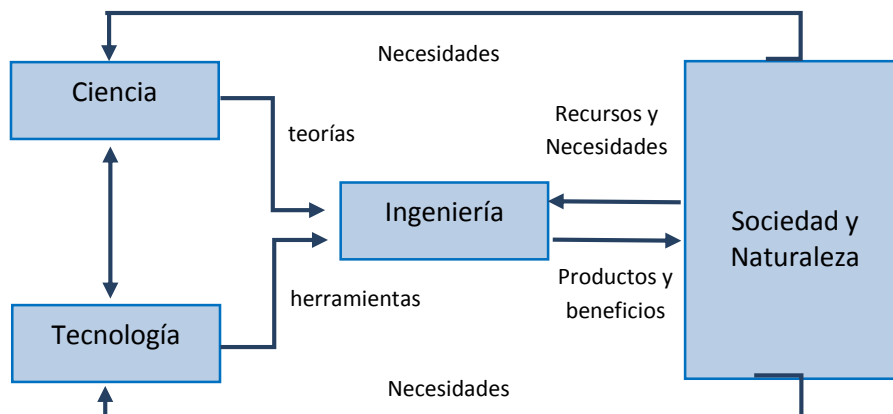 Necesidades
Ciencia
teorías
Recursos y
Necesidades
Ingeniería
Sociedad y
Naturaleza
Productos y
beneficios
herramientas
Tecnología
Necesidades